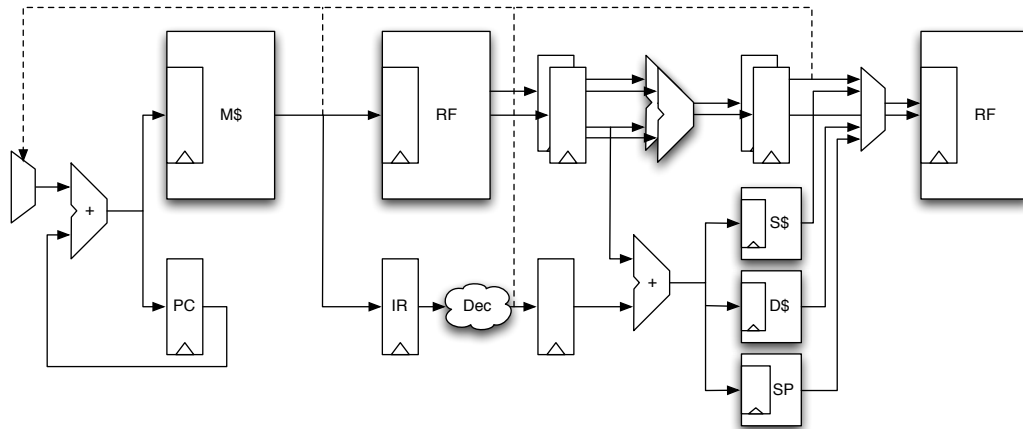 M$
RF
RF
+
S$
PC
IR
Dec
+
D$
SP